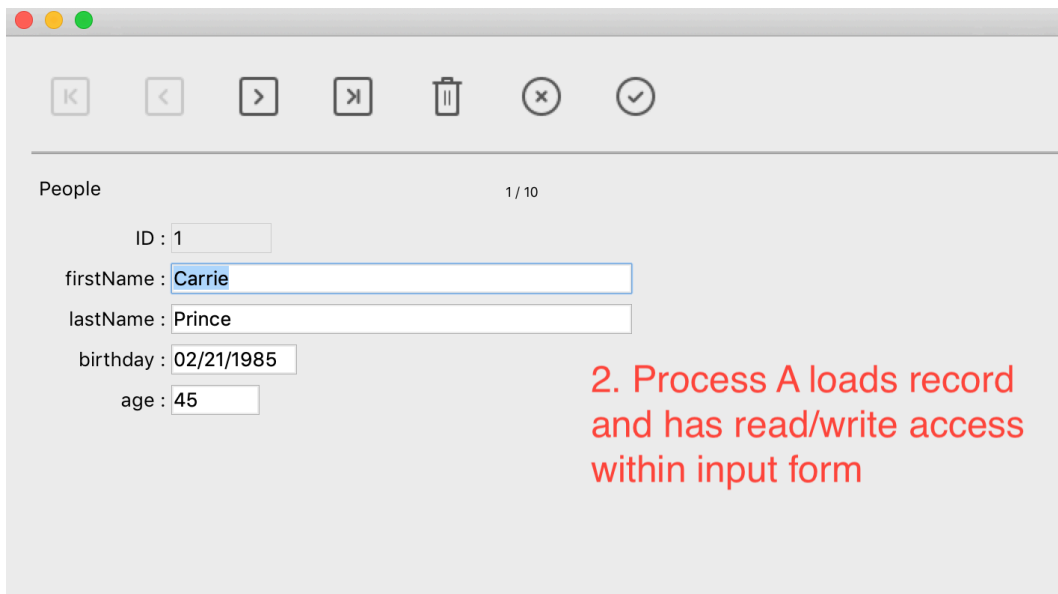 People
1 / 10
ID : 1
firstName : Carrie
lastName : Prince
birthday : 02/21/1985
age : 45
2. Process A loads record
and has read/write access
within input form